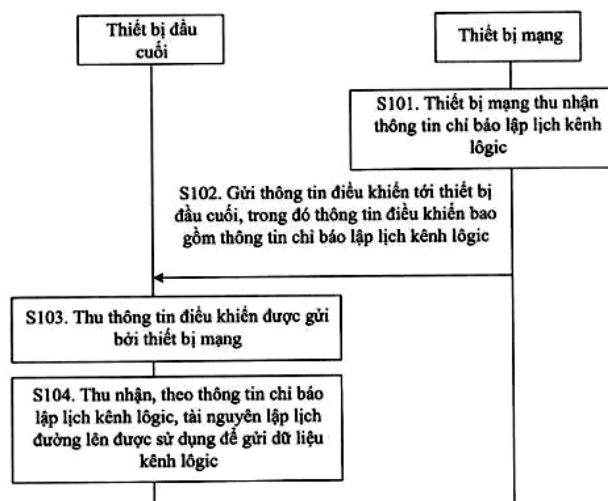 Thiết bị đầu
cuối
Thiết bị mạng
S101. Thiết bị mạng thu nhận
thông tin chỉ báo lập lịch kênh
lôgic
S102. Gửi thông tin điều khiển tới thiết bị
đầu cuối, trong đó thông tin điều khiển bao
gồm thông tin chỉ báo lập lịch kênh lôgic
S103. Thu thông tin điều khiển được gửi
bởi thiết bị mạng
S104. Thu nhận, theo thông tin chỉ báo
lập lịch kênh lôgic, tài nguyên lập lịch
đường lên được sử dụng để gửi dữ liệu
kênh lôgic